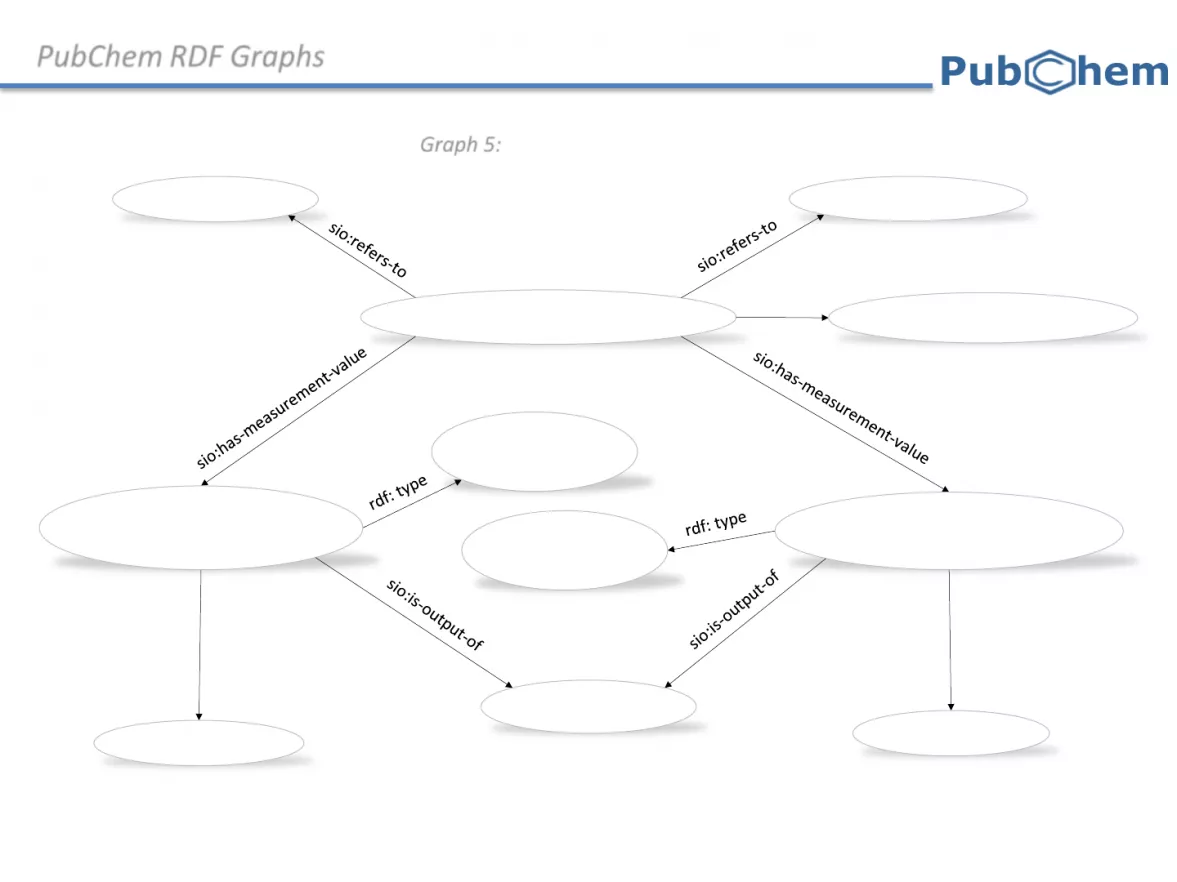 PubChem RDF Graphs
PubChem
Graph 5:
sio:refers-to
sio:refers-to
sio:has-measurement-value
sio:has-measurement-value
rdf: type
rdf: type
sio:is-output-of
sio:is-output-of